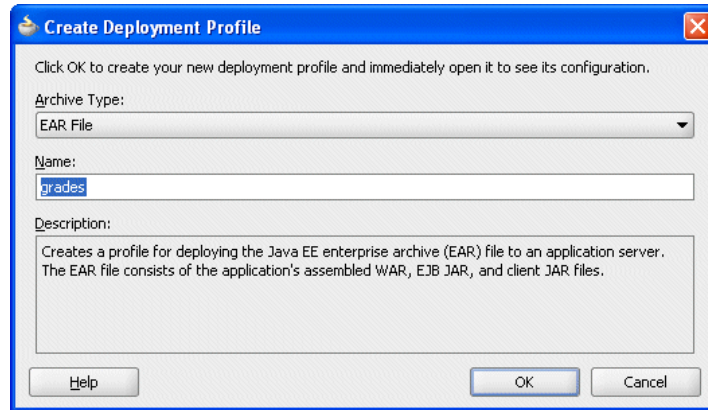 Create Deployment Profile
Click OK to create your new deployment profile and immediately open it to see its configuration.
Archive Type:
EAR File
Name:
grades
Description:
Creates a profile for deploying the Java EE enterprise archive (EAR) file to an application server.
The EAR file consists of the application's assembled WAR, EJB JAR, and client JAR files.
Help
OK
Cancel